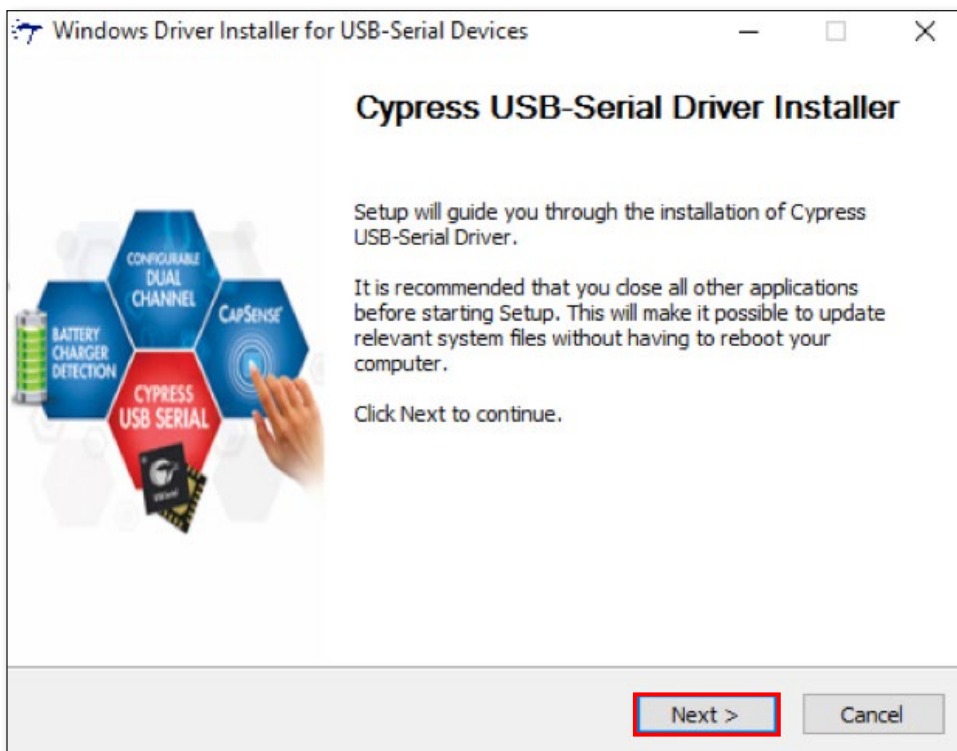 Windows Driver Installer for USB-Serial Devices
Cypress USB-Serial Driver Installer
Setup will guide you through the installation of Cypress
USB-Serial Driver.
It is recommended that you close all other applications
before starting Setup. This will make it possible to update
relevant system files without having to reboot your
computer.
Click Next to continue.
CONFIGURABLE
DUAL
CHANNEL
CAPSENSE
BATTERY
CHARGER
DETECTION
CYPRESS
USB SERIAL
Next >
Cancel